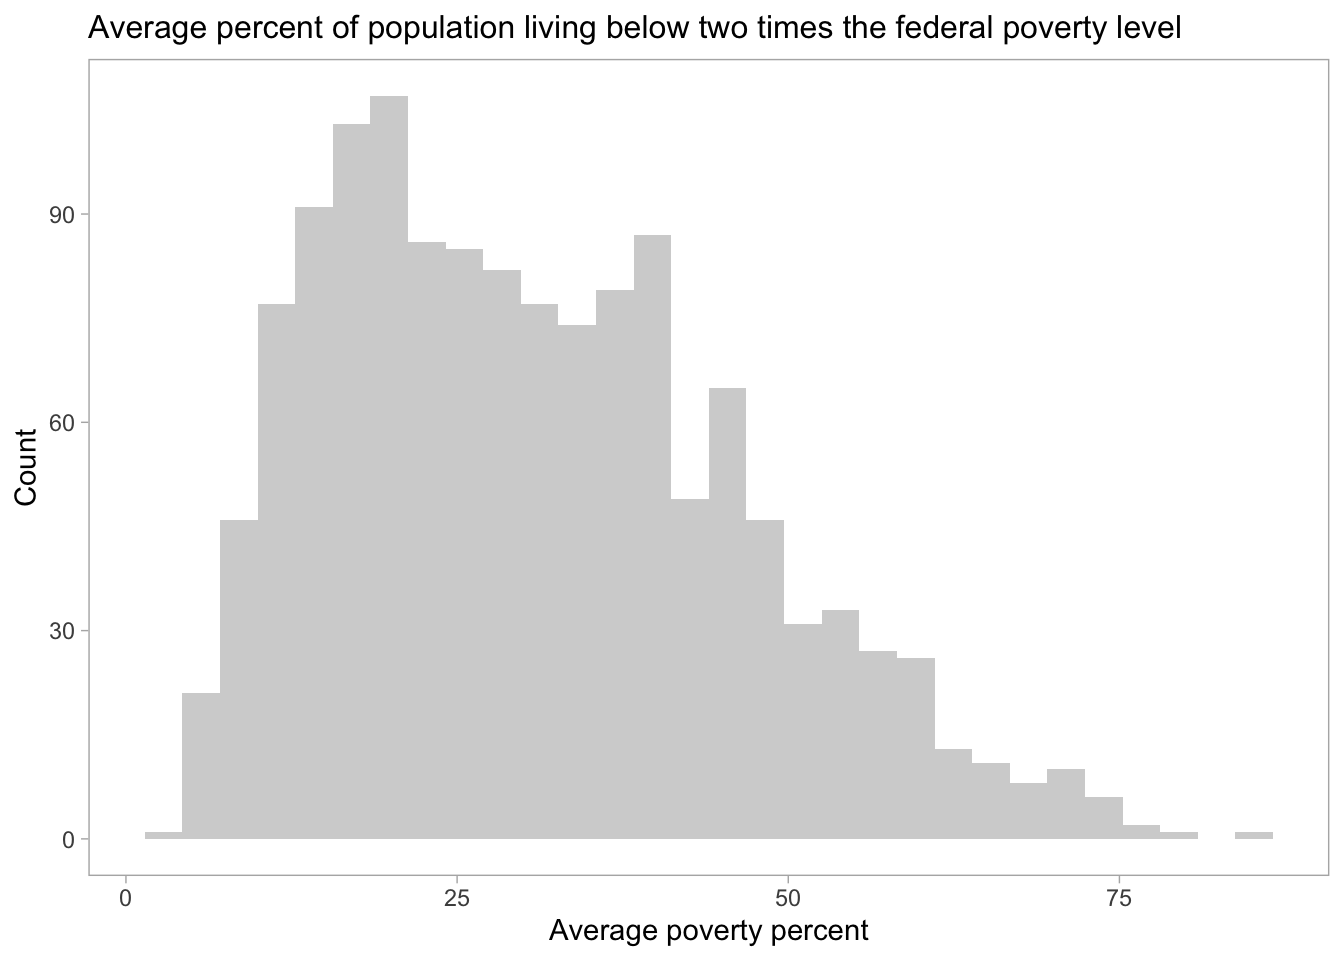 Average percent of population living below two times the federal poverty level
90
60
30
0
Count
0 25 50 75
Average poverty percent